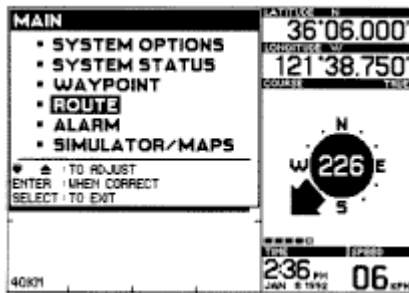 MAIN
▪ SYSTEM OPTIONS
▪ SYSTEM STATUS
▪ WAYPOINT
▪ ROUTE
▪ ALARM
▪ SIMULATOR/MAPS
: TO ADJUST
ENTER : WHEN CORRECT
SELECT : TO EXIT
40KM
LATITUDE N
36°06.000'
LONGITUDE W
121°38.750'
COURSE TRUE
N
W 226 E
S
TIME SPEED
2:36 PM 06 KPH
JAN 8 1992